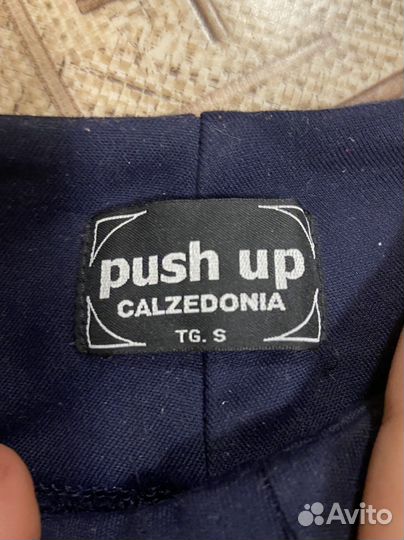 push up
CALZEDONIA
TG. S
Avito